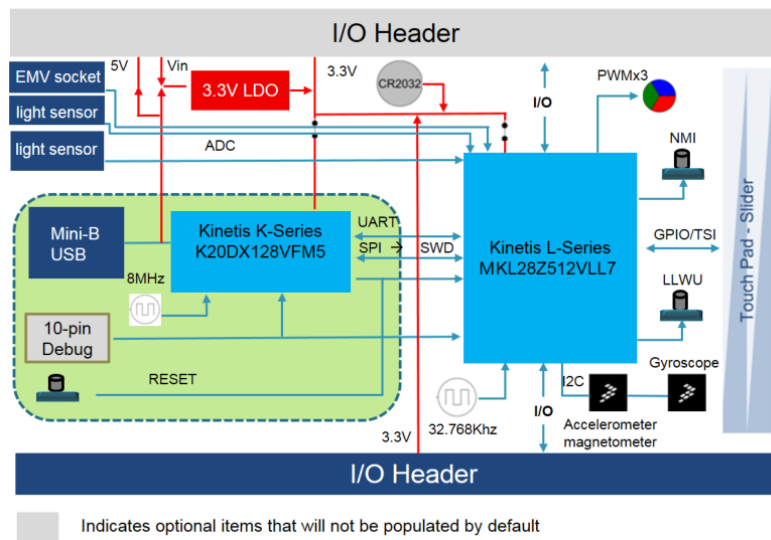 I/O Header
5V
Vin
3.3V
EMV socket
3.3V LDO
CR2032
PWMx3
light sensor
I/O
light sensor
ADC
NMI
Mini-B
USB
Kinetis K-Series
K20DX128VFM5
UART
SPI
SWD
Kinetis L-Series
MKL28Z512VLL7
GPIO/TSI
Touch Pad - Slider
8MHz
LLWU
10-pin
Debug
RESET
I2C
Gyroscope
32.768Khz
I/O
Accelerometer
magnetometer
3.3V
I/O Header
Indicates optional items that will not be populated by default